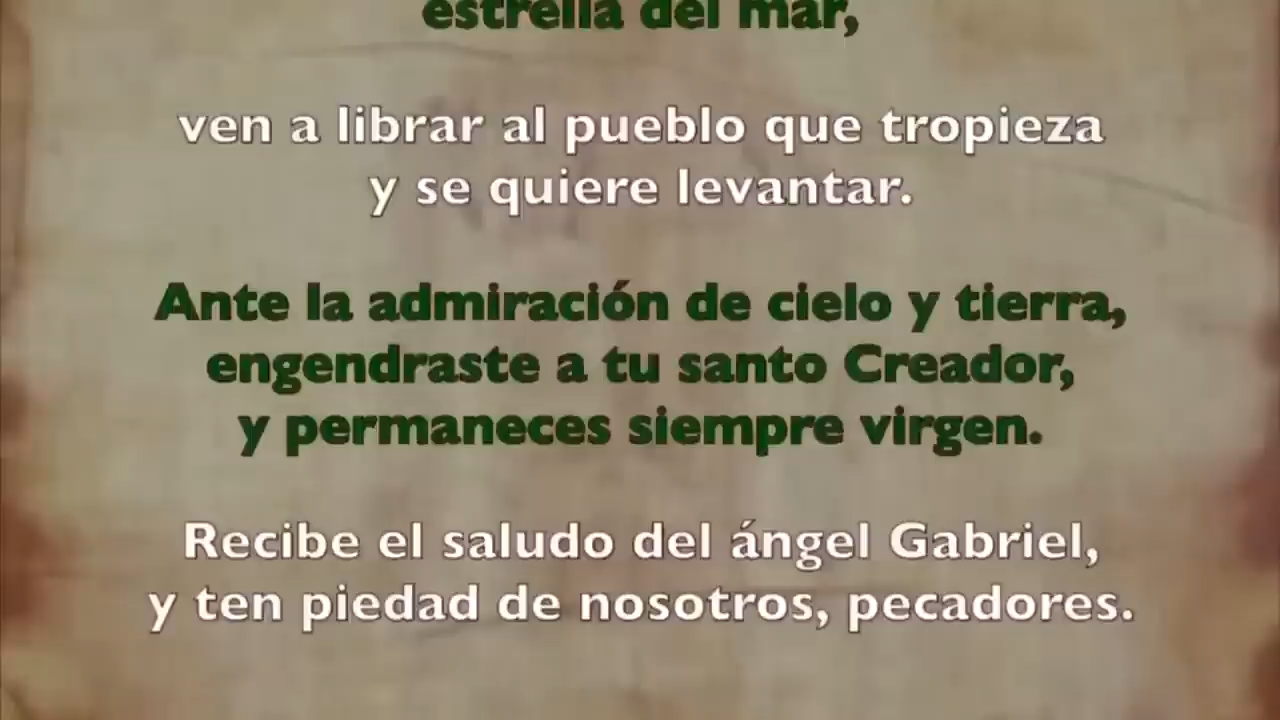 estrella del mar,
ven a librar al pueblo que tropieza
y se quiere levantar.
Ante la admiración de cielo y tierra,
engendraste a tu santo Creador,
y permaneces siempre virgen.
Recibe el saludo del ángel Gabriel,
y ten piedad de nosotros, pecadores.